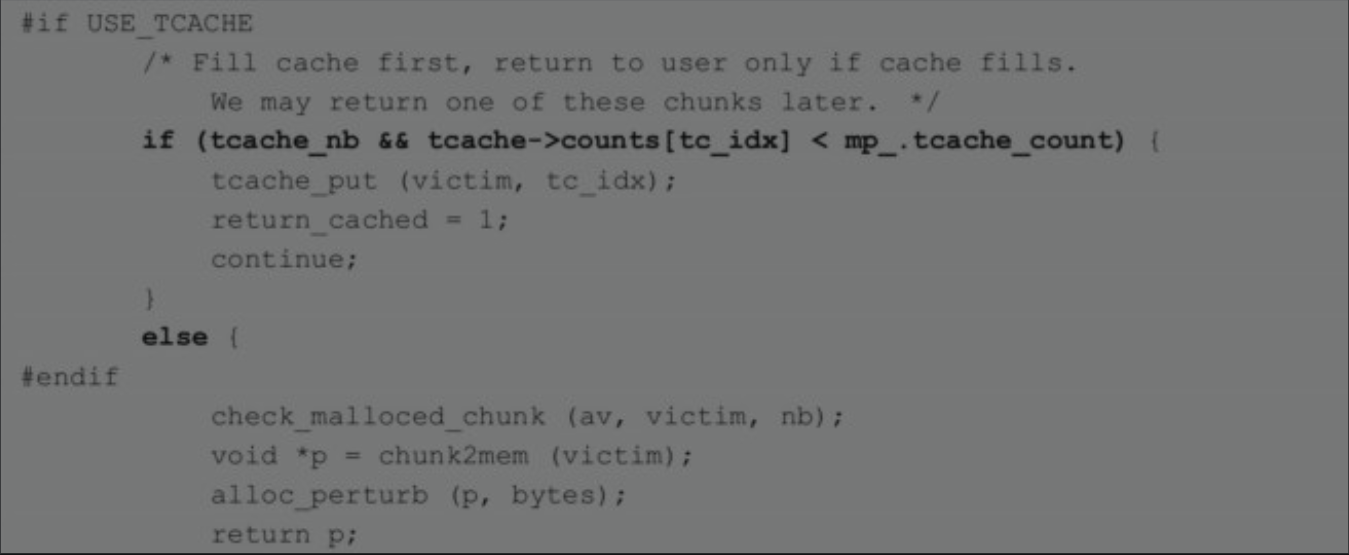 #if USE_TCACHE
/* Fill cache first, return to user only if cache fills.
We may return one of these chunks later.  */
if (tcache_nb && tcache->counts[tc_idx] < mp_.tcache_count) {
tcache_put (victim, tc_idx);
return_cached = 1;
continue;
}
else {
#endif
check_malloced_chunk (av, victim, nb);
void *p = chunk2mem (victim);
alloc_perturb (p, bytes);
return p;